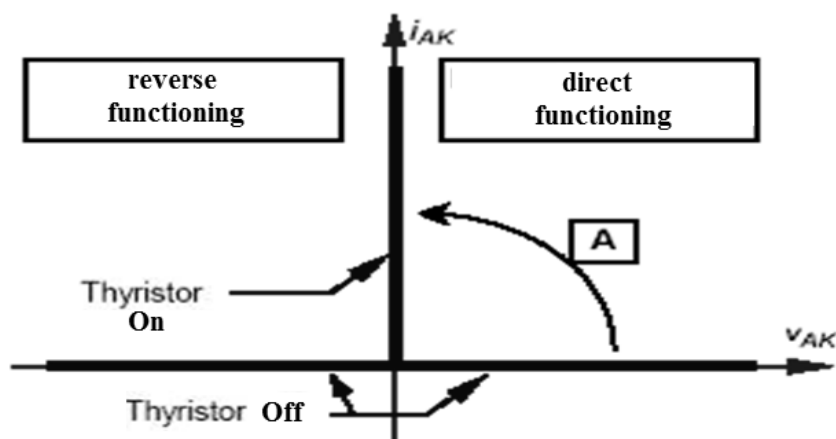 iAK
reverse
functioning
direct
functioning
A
Thyristor
On
vAK
Thyristor Off